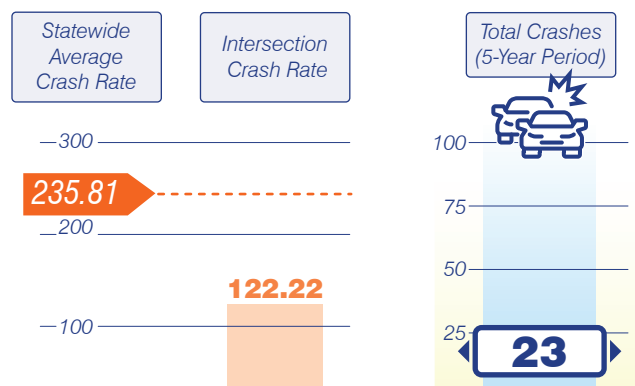 Statewide
Average
Crash Rate
Intersection
Crash Rate
300
235.81
200
122.22
100
Total Crashes
(5-Year Period)
100
75
50
25
23